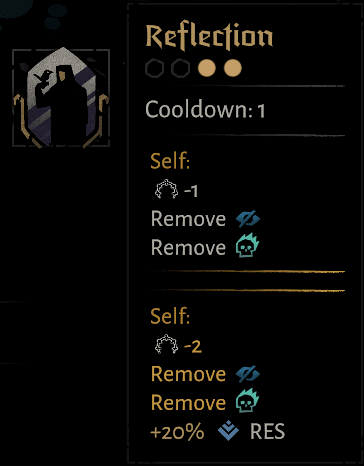 Reflection
Cooldown: 1
Self:
-1
Remove
Remove
Self:
-2
Remove
Remove
+20% RES